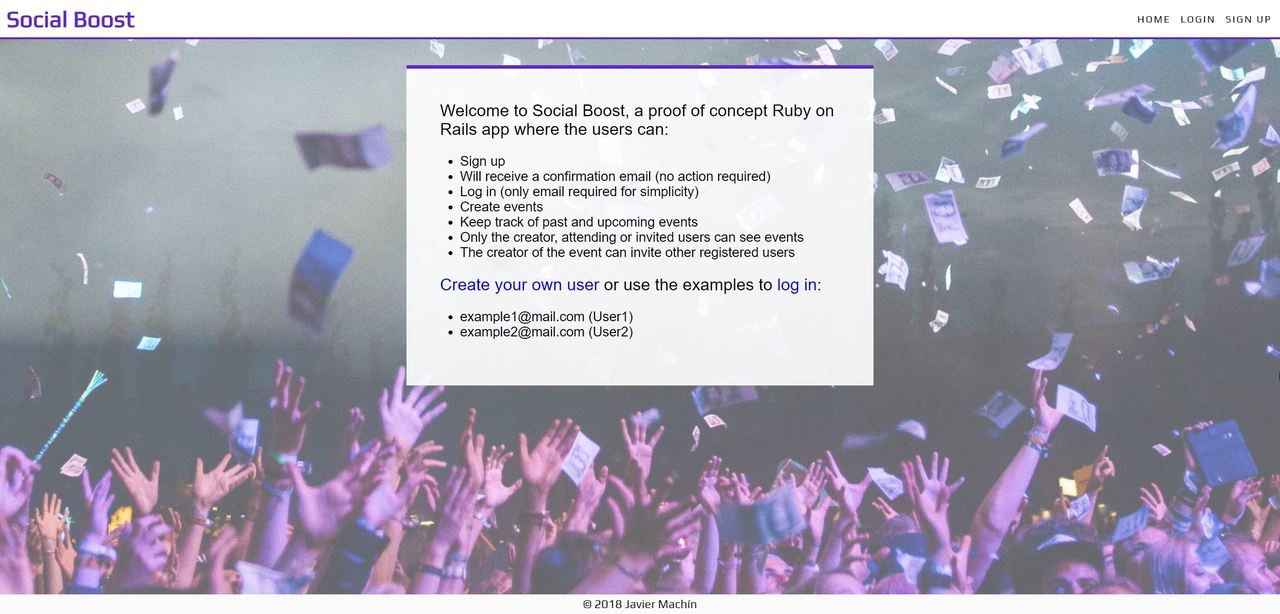 Social Boost
HOME LOGIN SIGN UP
Welcome to Social Boost, a proof of concept Ruby on
Rails app where the users can:
• Sign up
• Will receive a confirmation email (no action required)
• Log in (only email required for simplicity)
• Create events
• Keep track of past and upcoming events
• Only the creator, attending or invited users can see events
• The creator of the event can invite other registered users
Create your own user or use the examples to log in:
• example1@mail.com (User1)
• example2@mail.com (User2)
© 2018 Javier Machín